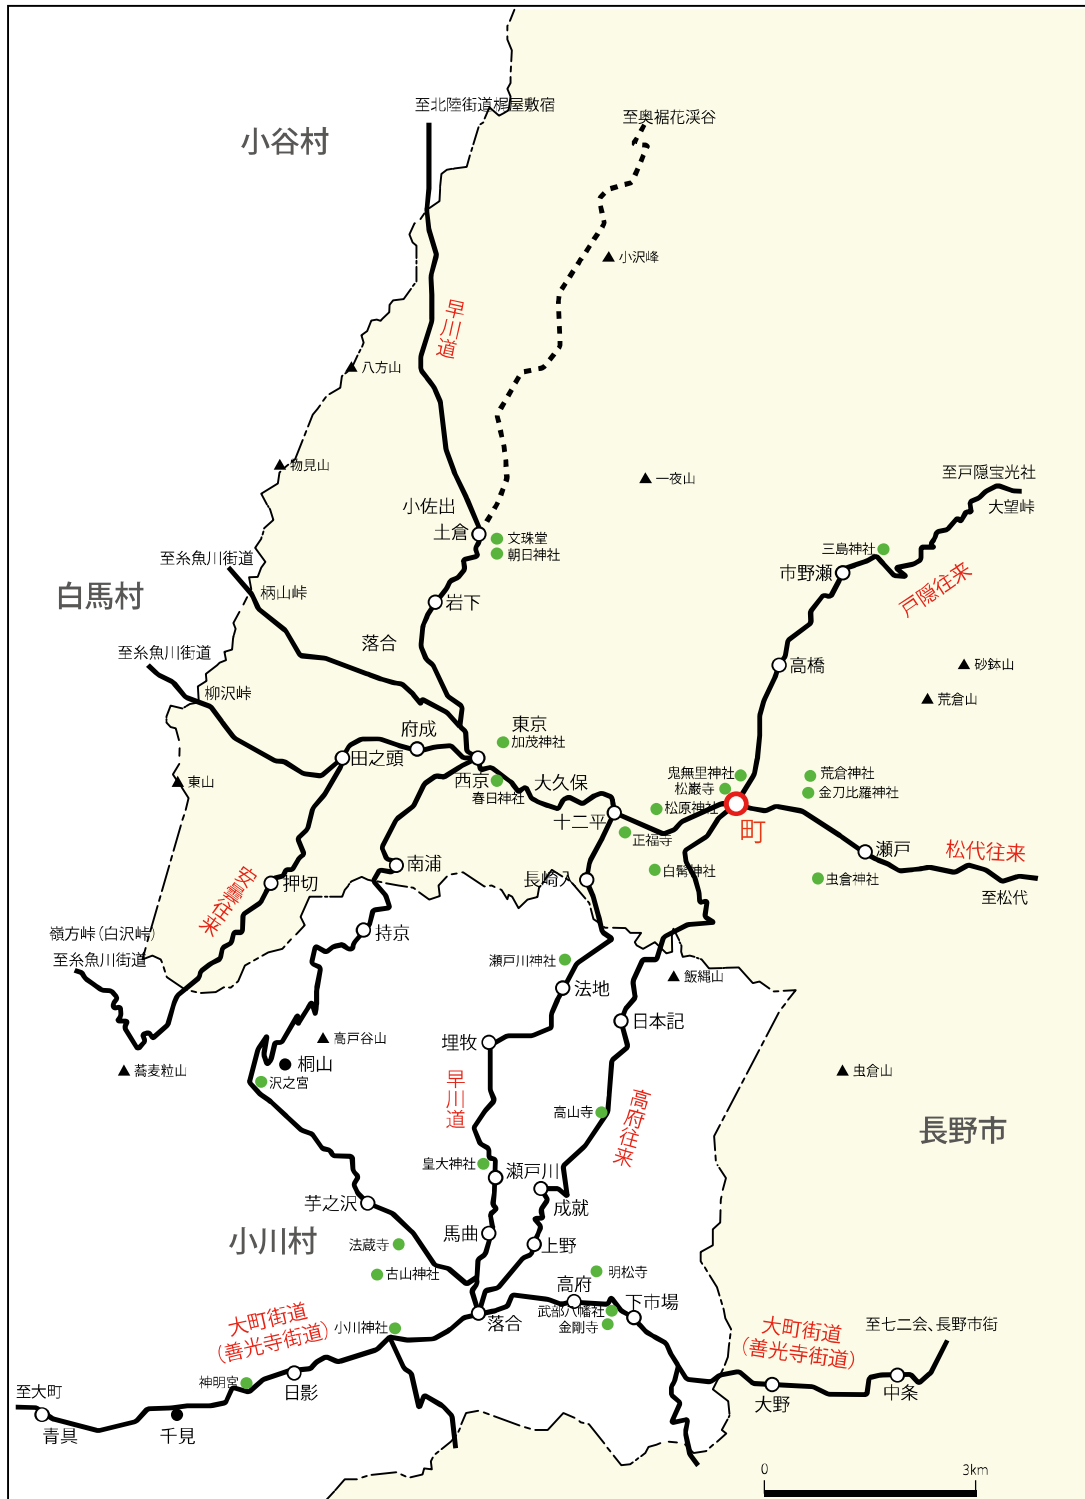 至北陸街道梶屋敷宿
至奥裾花渓谷
小谷村
小沢峰
早川道
八方山
物見山
一夜山
至戸隠宝光社
大望峠
小佐出
土倉
文珠堂
朝日神社
三島神社
市野瀬
戸隠往来
至糸魚川街道
柄山峠
白馬村
岩下
落合
至糸魚川街道
柳沢峠
高橋
砂鉢山
荒倉山
府成
東京
加茂神社
田之頭
西京
春日神社
大久保
東山
鬼無里神社
松巌寺
荒倉神社
金刀比羅神社
松原神社
十二平
町
正福寺
瀬戸
松代往来
南浦
白髯神社
長崎入
虫倉神社
至松代
押切
安曇往来
嶺方峠(白沢峠)
至糸魚川街道
持京
瀬戸川神社
飯縄山
法地
日本記
高戸谷山
埋牧
桐山
沢之宮
蕎麦粒山
虫倉山
早川道
高山寺
高府往来
長野市
皇大神社
瀬戸川
芋之沢
成就
馬曲
小川村
法蔵寺
上野
古山神社
明松寺
高府
下市場
武部八幡社
金剛寺
落合
小川神社
大町街道
(善光寺街道)
大町街道
(善光寺街道)
至七二会、長野市街
神明宮
日影
至大町
青具
千見
大野
中条
0
3km